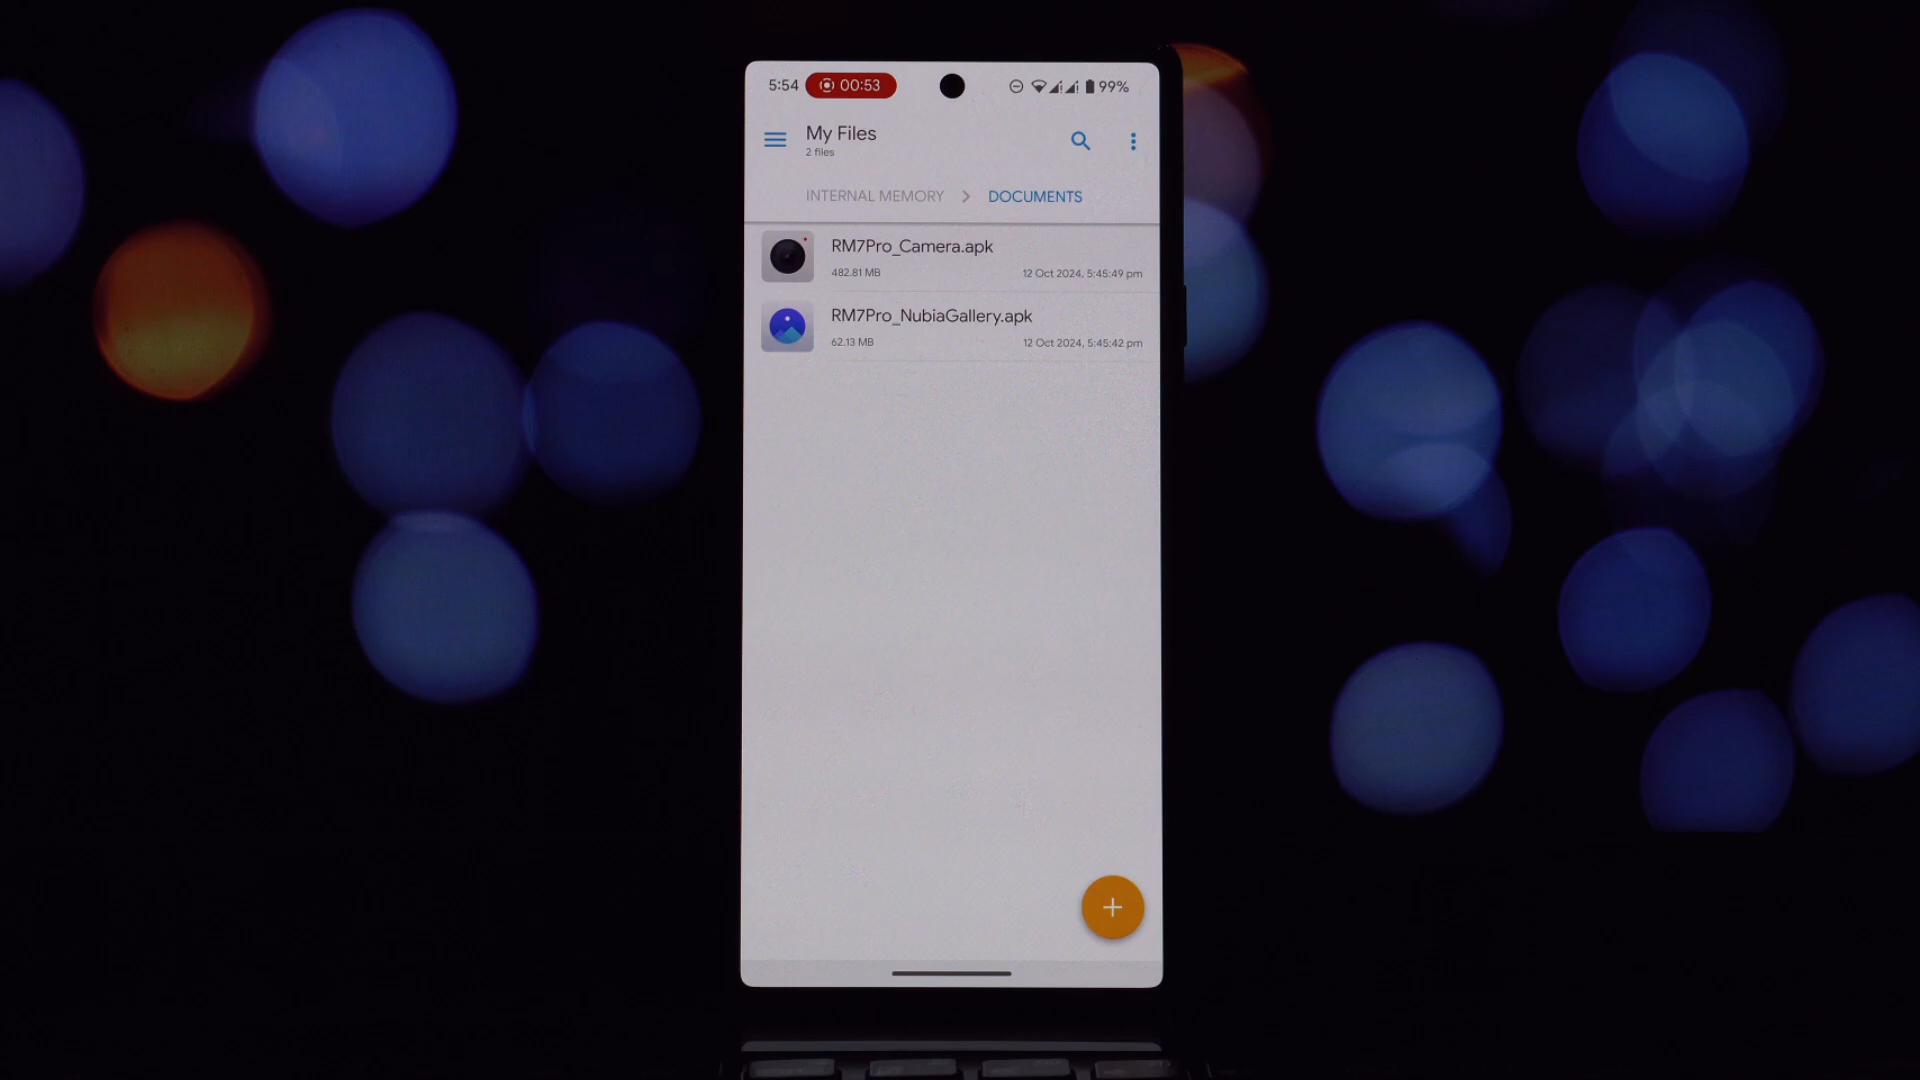 5:54 00:53 99%
My Files
2 files
INTERNAL MEMORY > DOCUMENTS
RM7Pro_Camera.apk
482.81 MB 12 Oct 2024, 5:45:49 pm
RM7Pro_NubiaGallery.apk
62.13 MB 12 Oct 2024, 5:45:42 pm